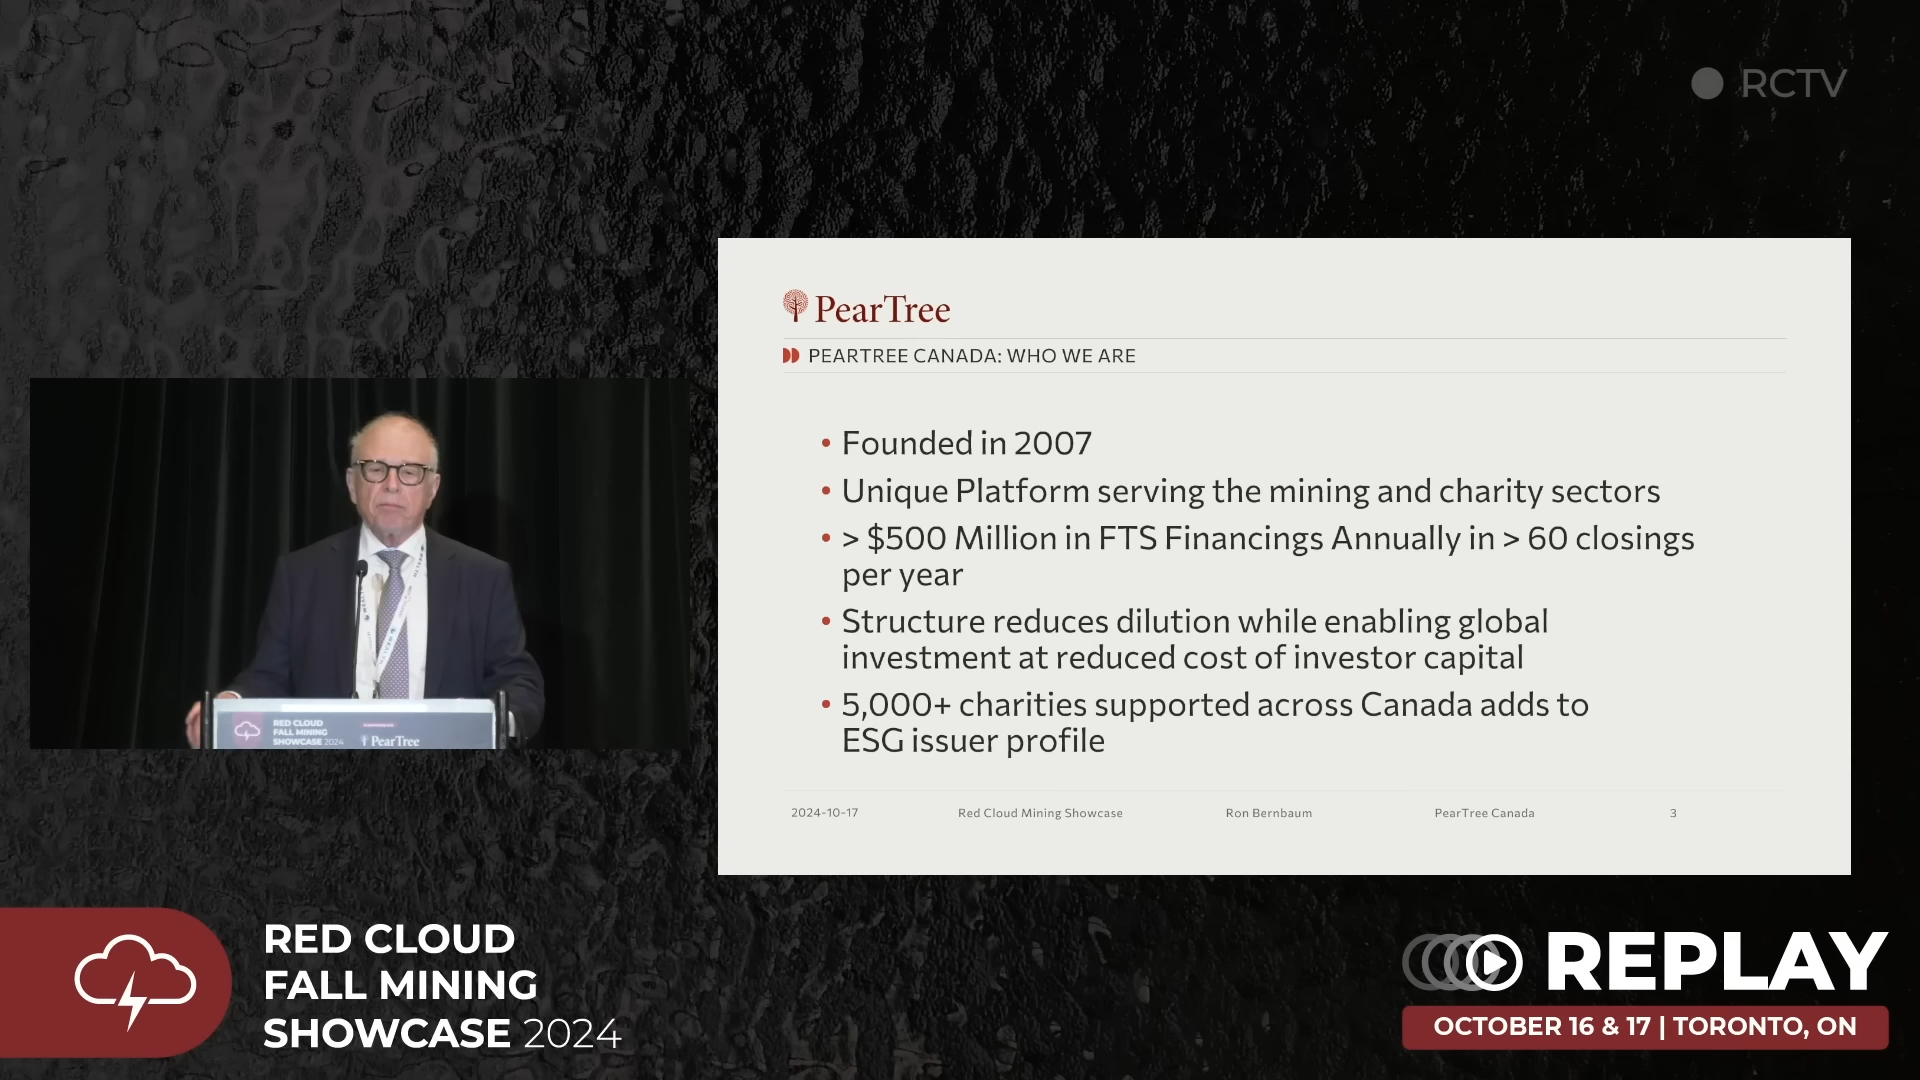 RCTV
PearTree
PEARTREE CANADA: WHO WE ARE
• Founded in 2007
• Unique Platform serving the mining and charity sectors
• > $500 Million in FTS Financings Annually in > 60 closings
per year
• Structure reduces dilution while enabling global
investment at reduced cost of investor capital
• 5,000+ charities supported across Canada adds to
ESG issuer profile
2024-10-17 Red Cloud Mining Showcase Ron Bernbaum PearTree Canada 3
RED CLOUD
FALL MINING
SHOWCASE 2024
PearTree
RED CLOUD
FALL MINING
SHOWCASE 2024
REPLAY
OCTOBER 16 & 17 | TORONTO, ON